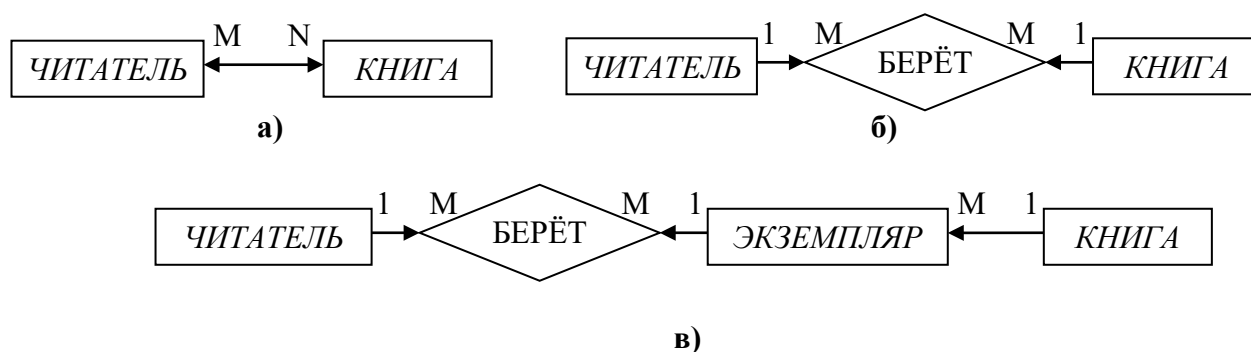 M N
ЧИТАТЕЛЬ КНИГА
а)
1 M M 1
ЧИТАТЕЛЬ БЕРЁТ КНИГА
б)
1 M M 1 M 1
ЧИТАТЕЛЬ БЕРЁТ ЭКЗЕМПЛЯР КНИГА
в)